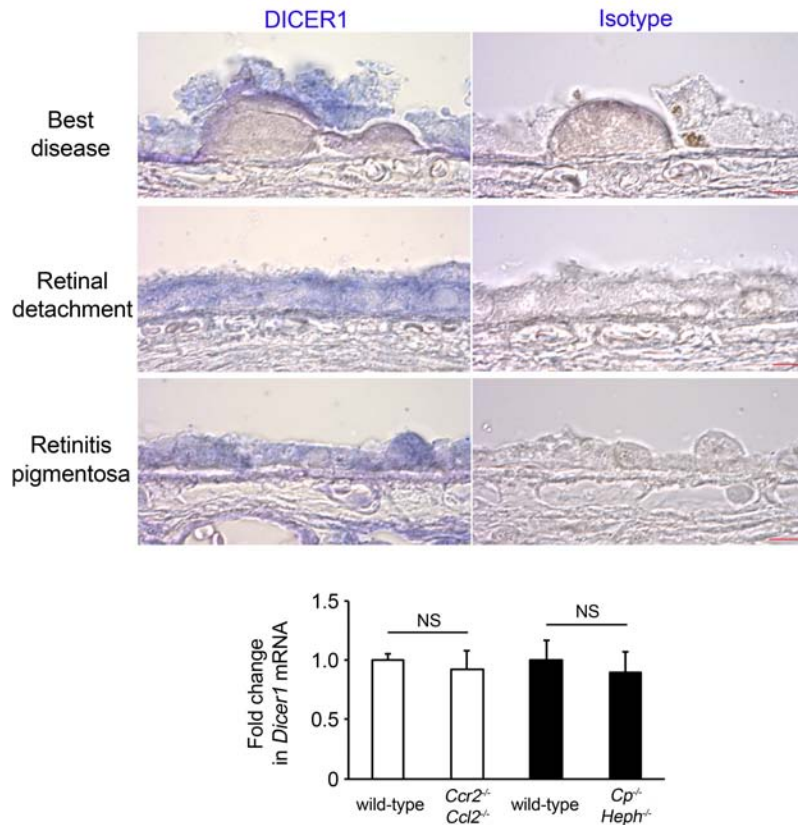 DICER1 Isotype
Best
disease
Retinal
detachment
Retinitis
pigmentosa
Fold change
in Dicer1 mRNA
1.5
1.0
0.5
0
NS NS
wild-type Ccr2-/- Ccl2-/- wild-type Cp-/- Heph-/-